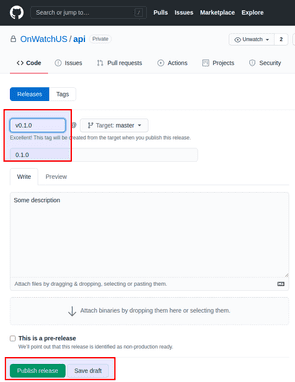 Search or jump to... /
Pulls Issues Marketplace Explore
OnWatchUS / api Private
Unwatch 2
Code Issues Pull requests Actions Projects Security
Releases Tags
v0.1.0 @ Target: master
Excellent! This tag will be created from the target when you publish this release.
0.1.0
Write Preview
Some description
Attach files by dragging & dropping, selecting or pasting them.
Attach binaries by dropping them here or selecting them.
This is a pre-release
We'll point out that this release is identified as non-production ready.
Publish release Save draft